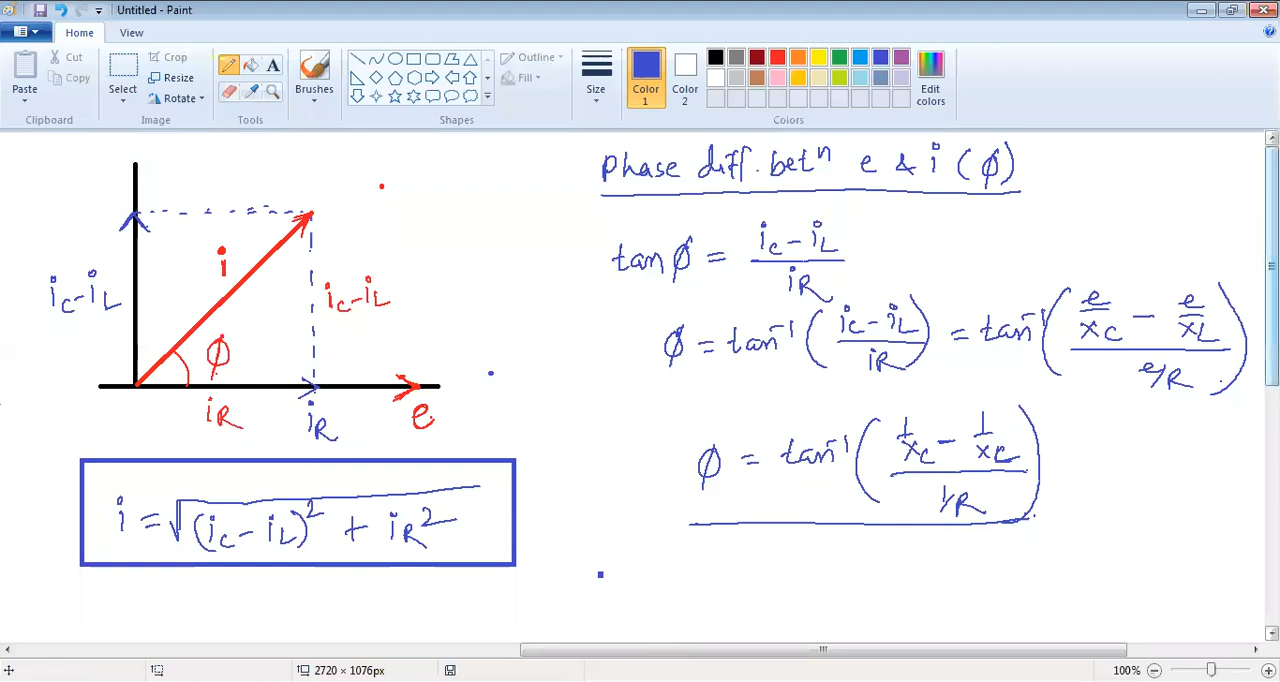 Untitled - Paint
Home View
Paste
Cut
Copy
Clipboard
Select
Crop
Resize
Rotate
Image
A
Tools
Brushes
Outline
Fill
Shapes
Size
Color 1
Color 2
Edit colors
Colors
i
i_C - i_L
i_C - i_L
ϕ
i_R
i_R
e
i = √((i_C - i_L)² + i_R²)
Phase diff. betⁿ e & i (ϕ)
tan ϕ = (i_C - i_L) / i_R
ϕ = tan⁻¹ ((i_C - i_L) / i_R) = tan⁻¹ ((e/x_C - e/x_L) / (e/R))
ϕ = tan⁻¹ ((1/x_C - 1/x_C) / (1/R))
2720 × 1076px
100%